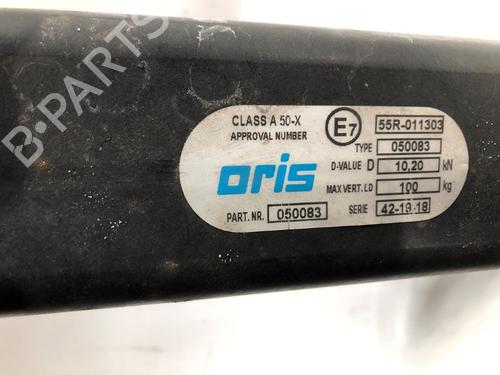 CLASS A 50-X
APPROVAL NUMBER
E7
55R-011303
TYPE 050083
D-VALUE D 10,20 kN
MAX VERT. LD 100 kg
oris
PART. NR. 050083
SERIE 42-19-18
B-PARTS